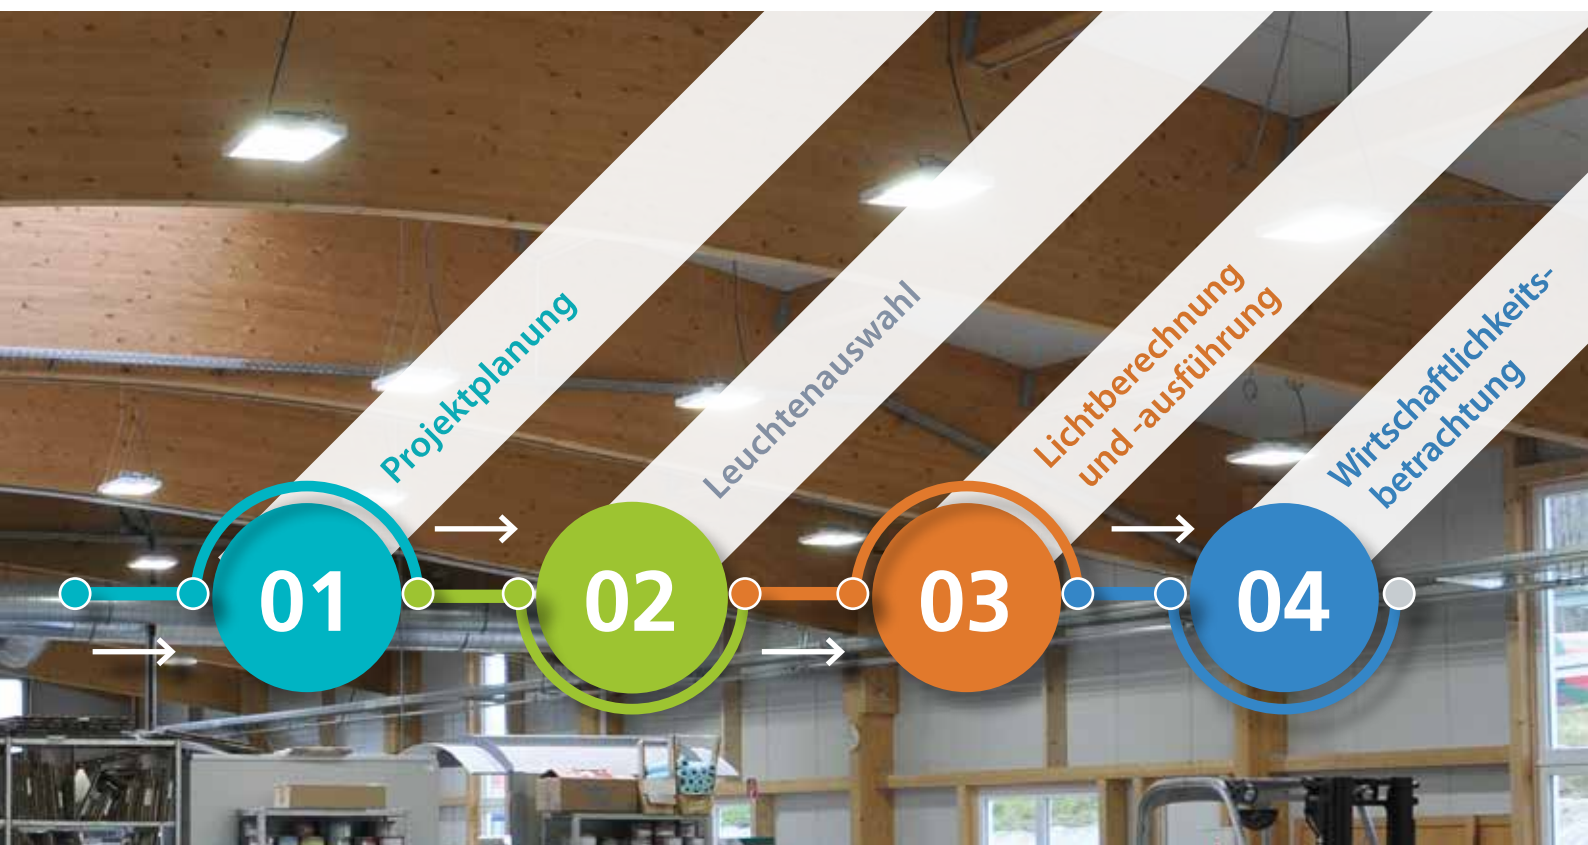 01
Projektplanung
02
Leuchtenauswahl
03
Lichtberechnung
und -ausführung
04
Wirtschaftlichkeits-
betrachtung